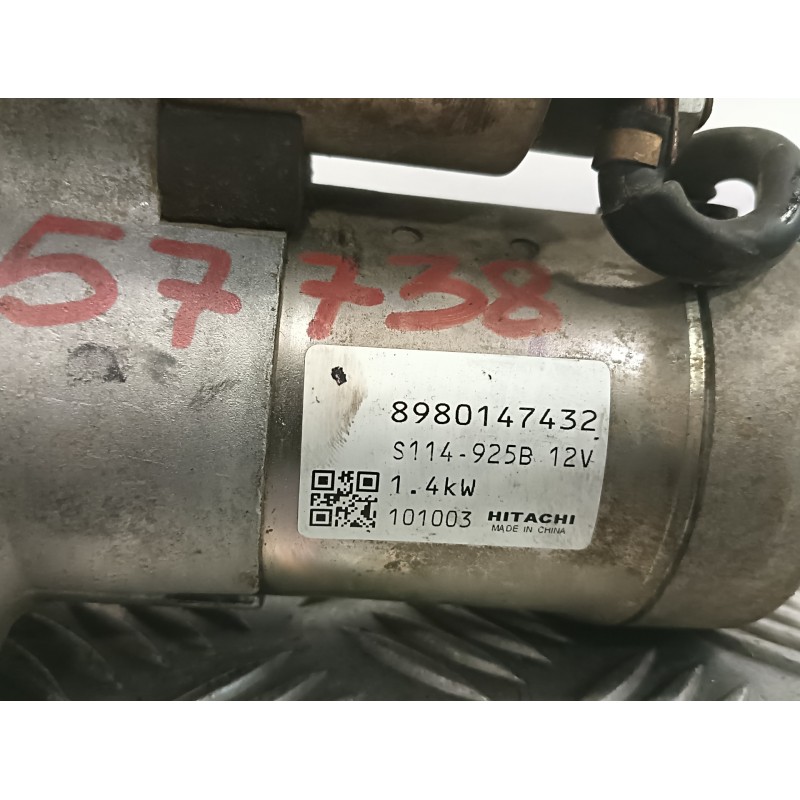 57738
8980147432
S114-925B 12V
1.4kW
101003 HITACHI
MADE IN CHINA